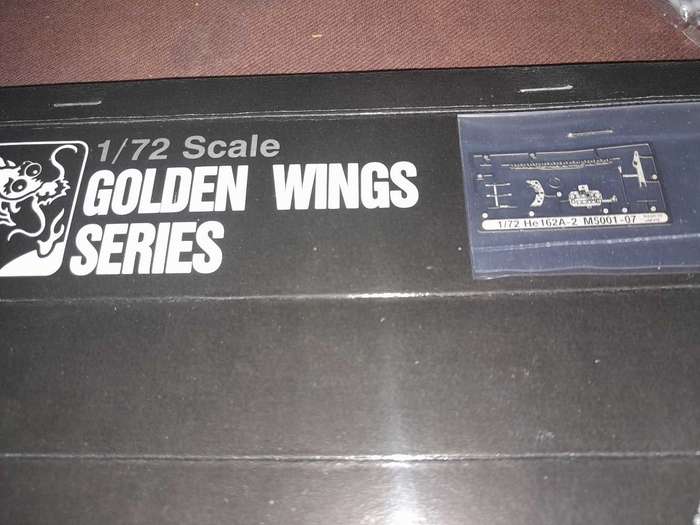 1/72 Scale
GOLDEN WINGS
SERIES
1/72 He162A-2 M5001-07